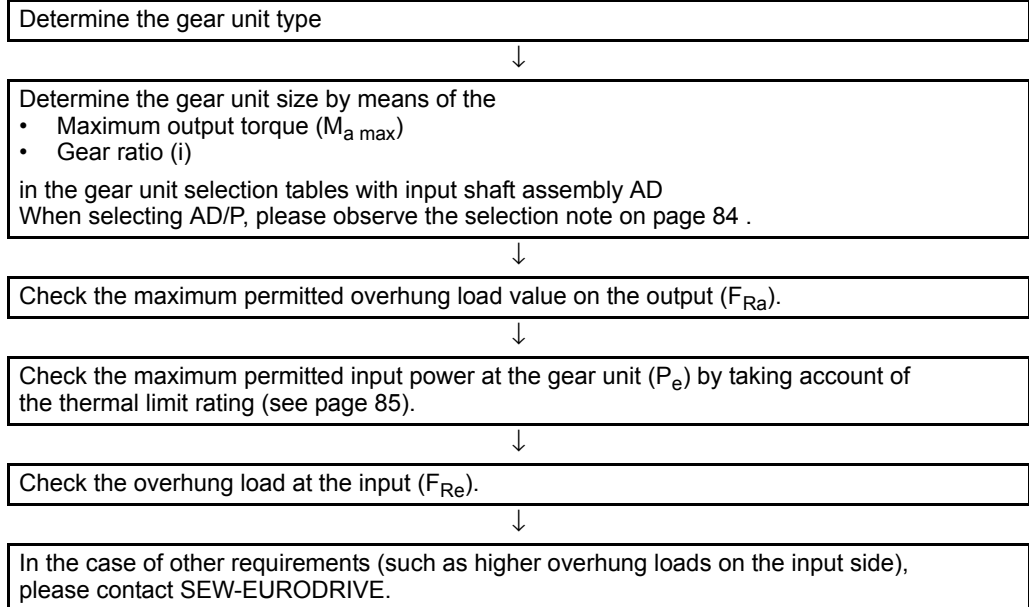 Determine the gear unit type
↓
Determine the gear unit size by means of the
• Maximum output torque (Ma max)
• Gear ratio (i)
in the gear unit selection tables with input shaft assembly AD
When selecting AD/P, please observe the selection note on page 84 .
↓
Check the maximum permitted overhung load value on the output (FRa).
↓
Check the maximum permitted input power at the gear unit (Pe) by taking account of
the thermal limit rating (see page 85).
↓
Check the overhung load at the input (FRe).
↓
In the case of other requirements (such as higher overhung loads on the input side),
please contact SEW-EURODRIVE.